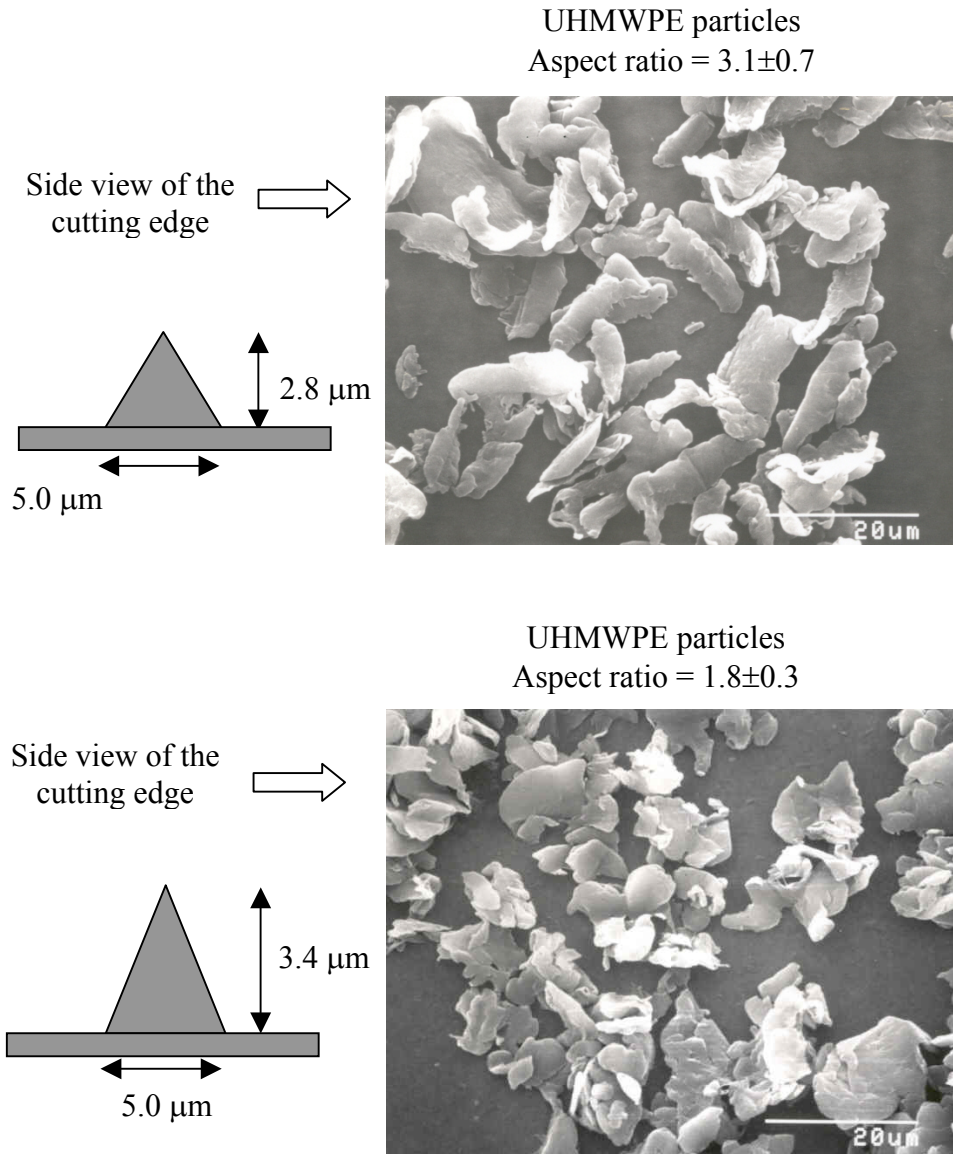 UHMWPE particles
Aspect ratio = 3.1±0.7
Side view of the
cutting edge
2.8 μm
5.0 μm
20um
UHMWPE particles
Aspect ratio = 1.8±0.3
Side view of the
cutting edge
3.4 μm
5.0 μm
20um